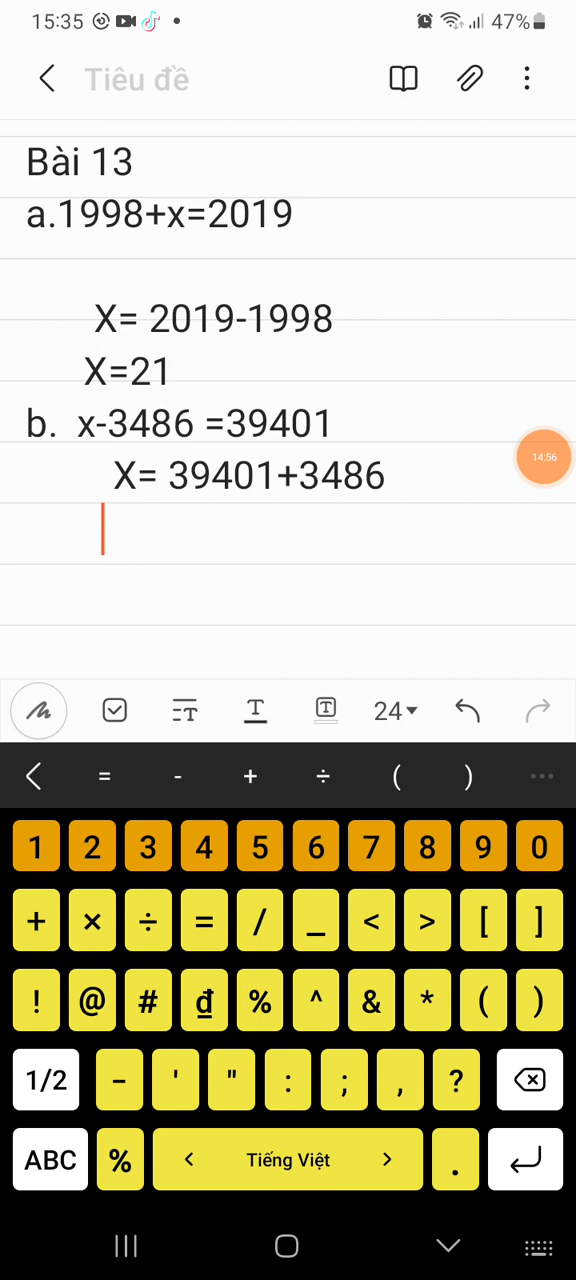 15:35 47%
Tiêu đề
Bài 13
a.1998+x=2019
X= 2019-1998
X=21
b. x-3486 =39401
14:56
X= 39401+3486
24
= - + ÷ ( )
1 2 3 4 5 6 7 8 9 0
+ × ÷ = / _ < > [ ]
! @ # ₫ % ^ & * ( )
1/2 - ' " : ; , ?
ABC % < Tiếng Việt > .